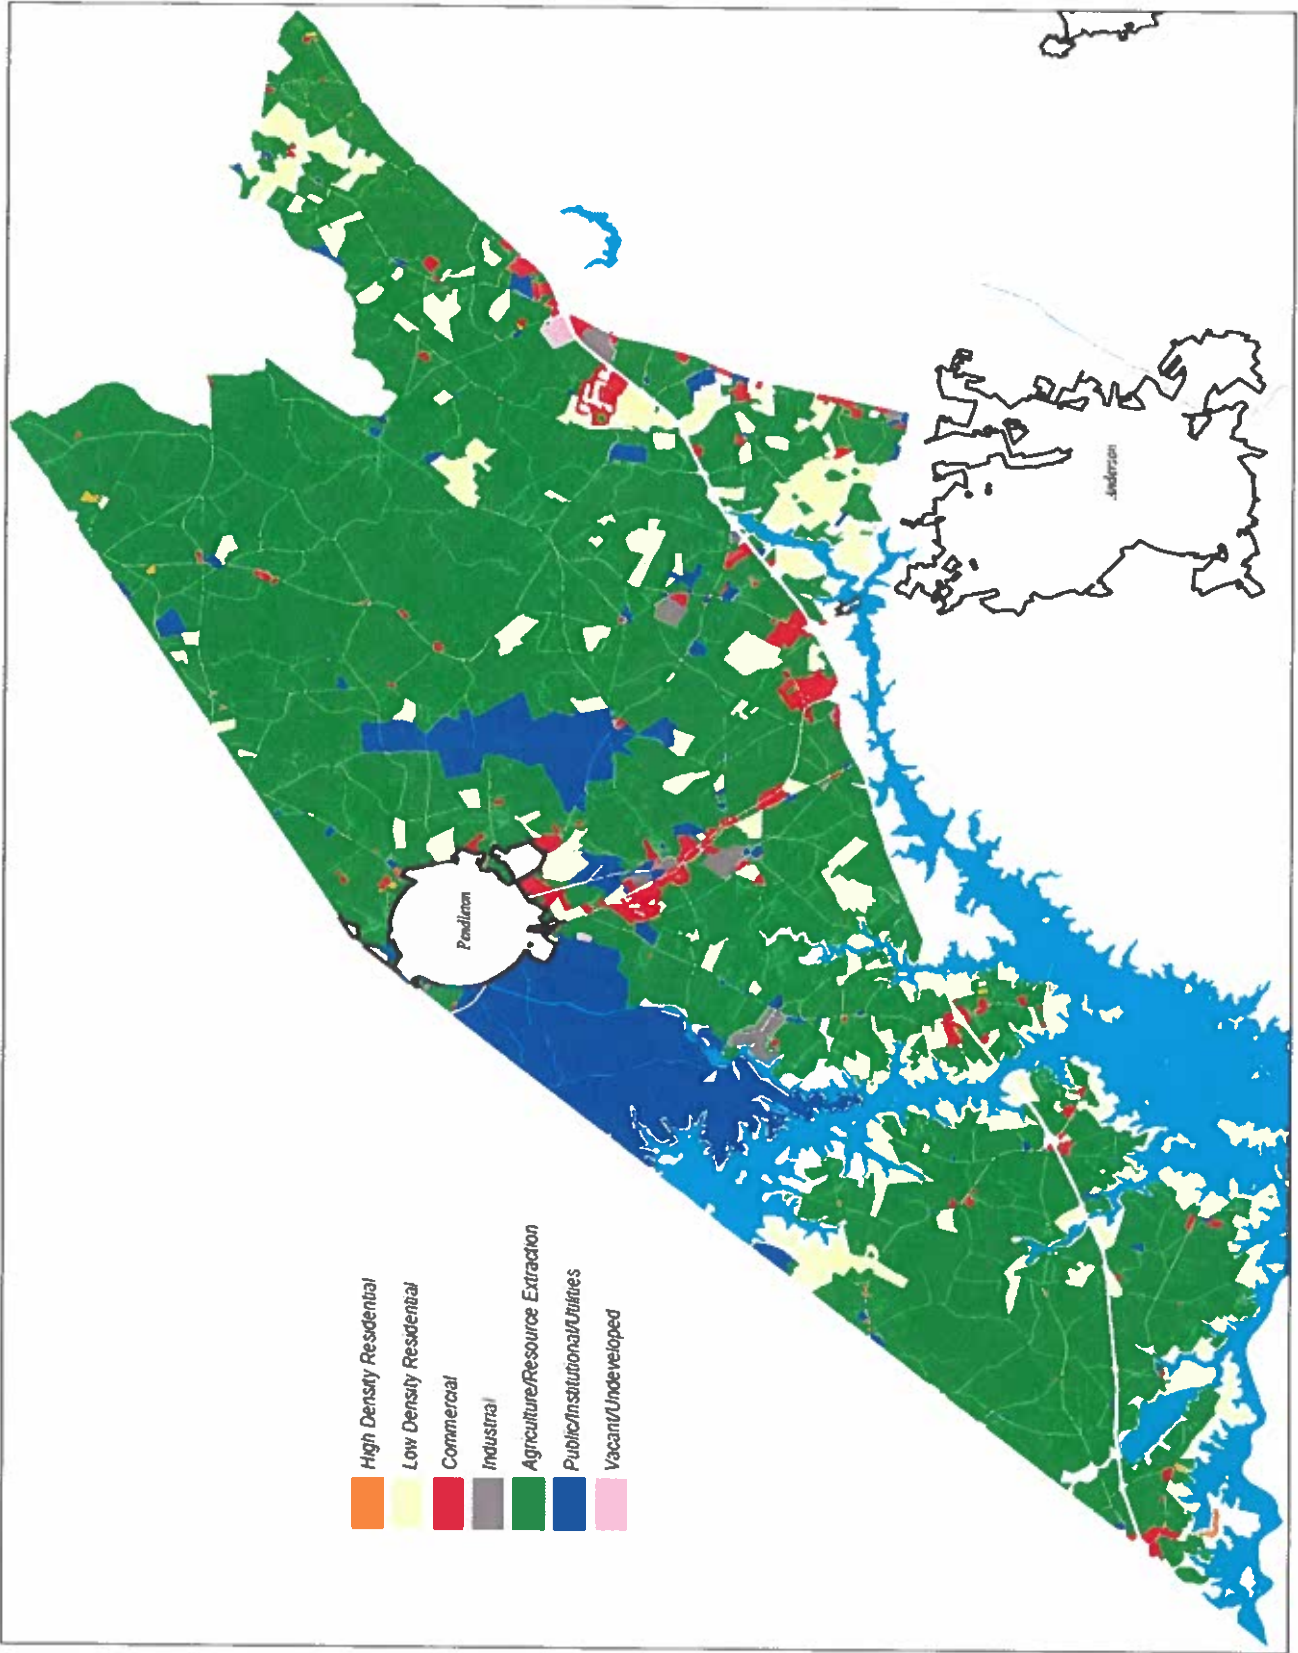 High Density Residential
Low Density Residential
Commercial
Industrial
Agriculture/Resource Extraction
Public/Institutional/Utilities
Vacant/Undeveloped
Pendleton
Anderson